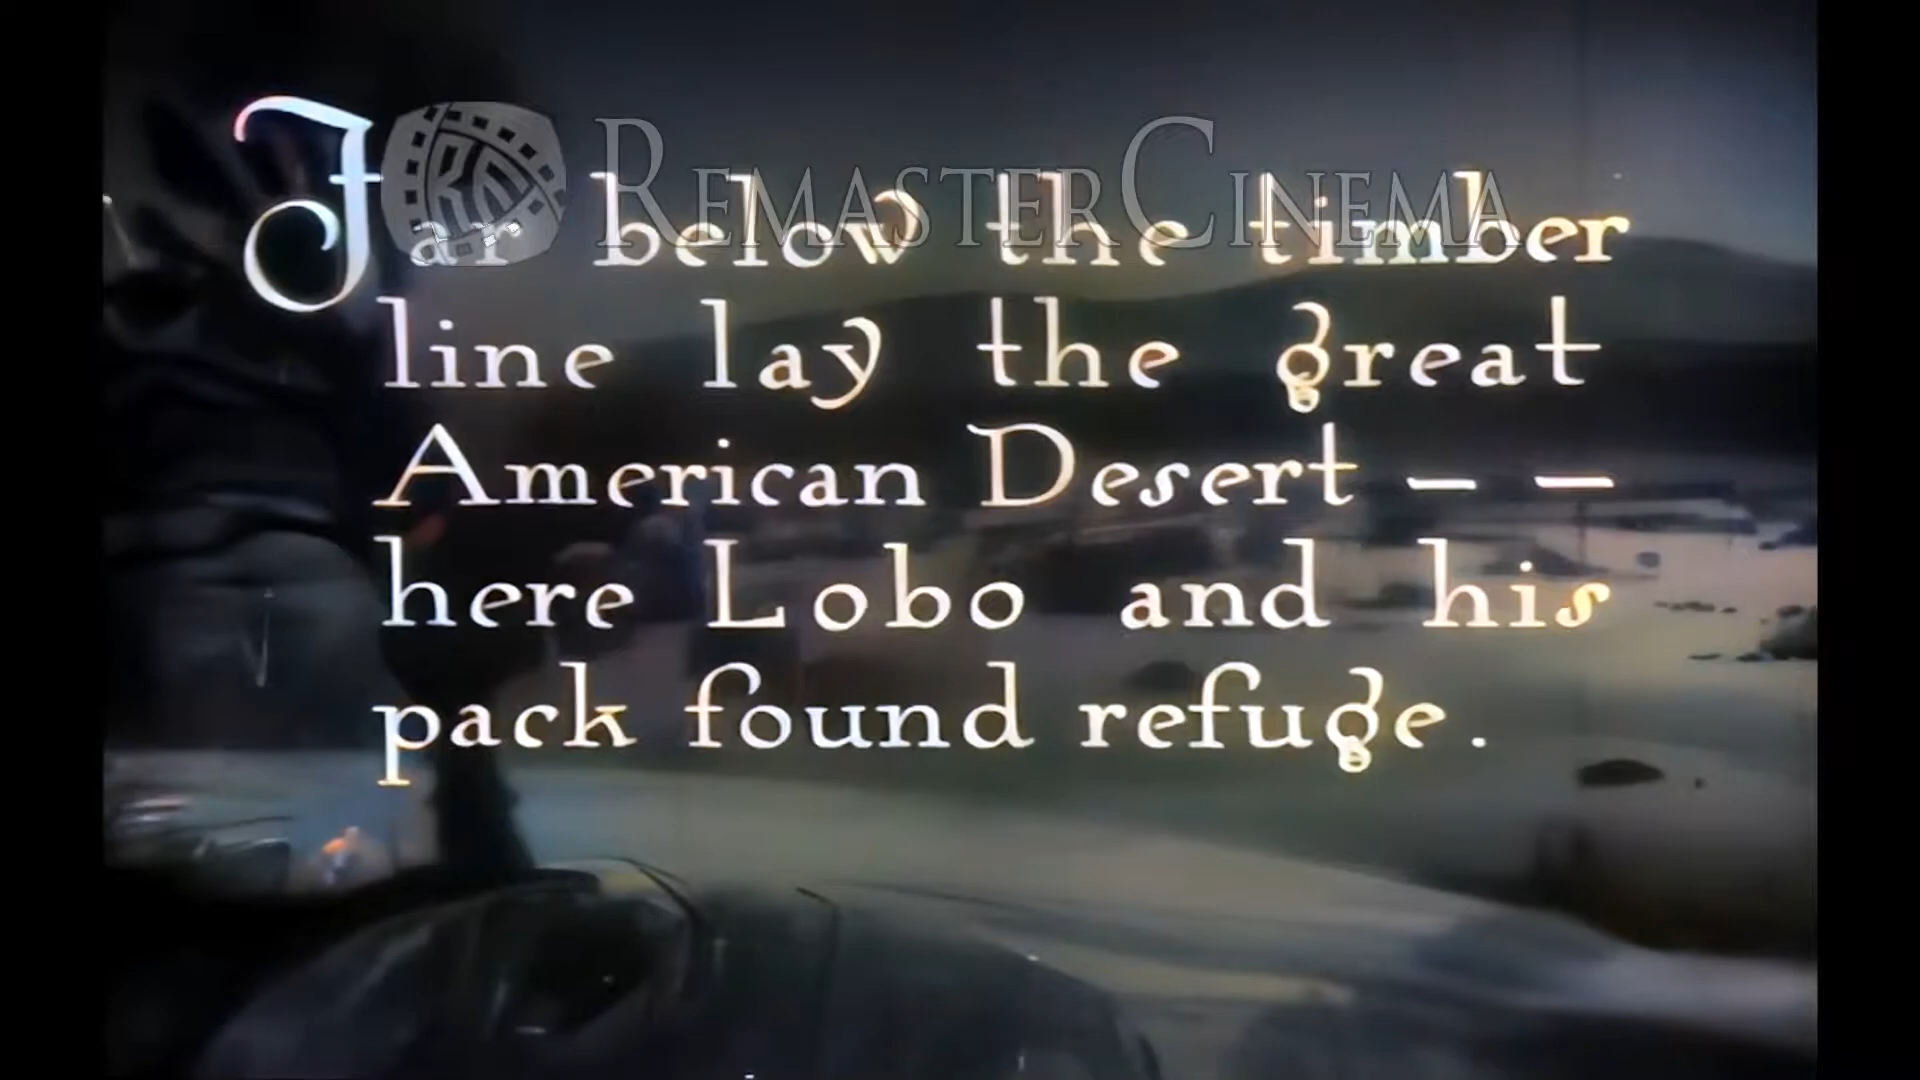 REMASTERCINEMA
Far below the timber
line lay the great
American Desert — —
here Lobo and his
pack found refuge.